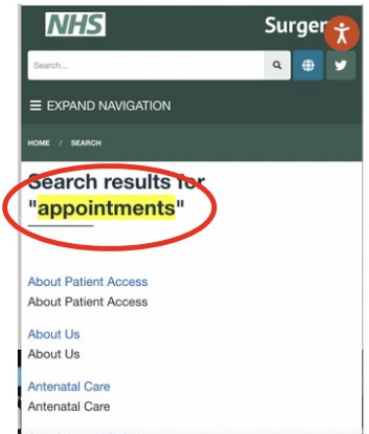 NHS
Surger
Search...
EXPAND NAVIGATION
HOME / SEARCH
Search results for
"appointments"
About Patient Access
About Patient Access
About Us
About Us
Antenatal Care
Antenatal Care